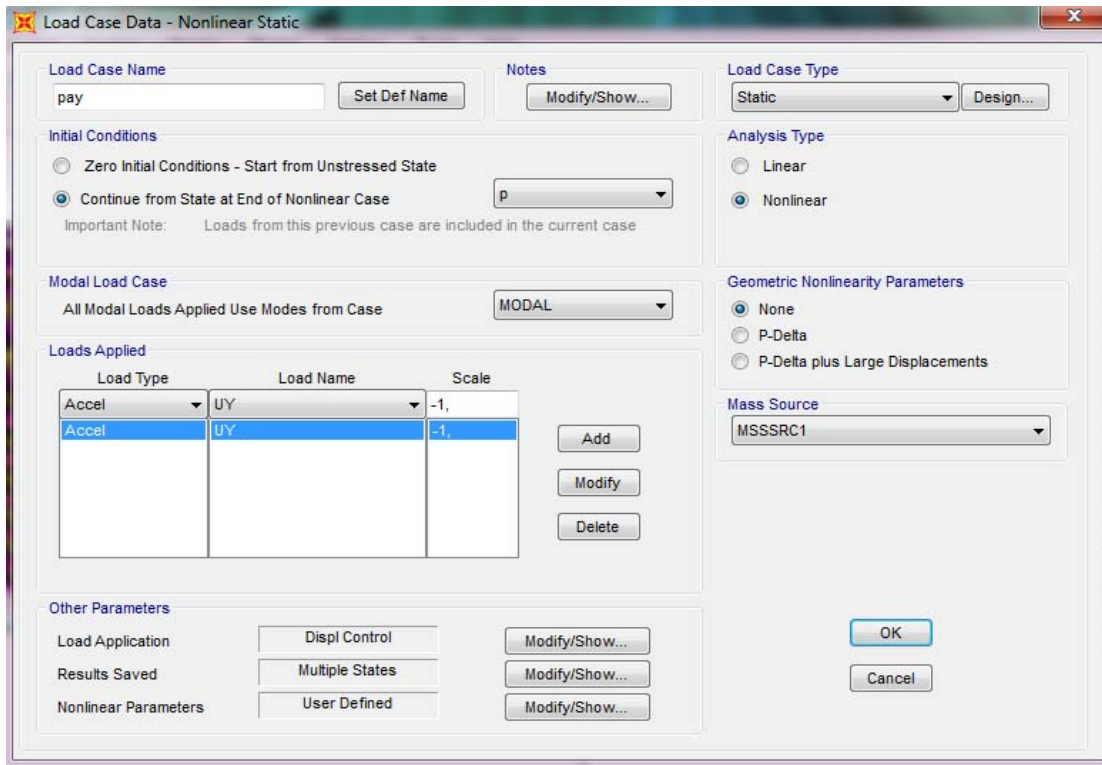 Load Case Data - Nonlinear Static
Load Case Name
pay
Set Def Name
Notes
Modify/Show...
Load Case Type
Static
Design...
Initial Conditions
Zero Initial Conditions - Start from Unstressed State
Continue from State at End of Nonlinear Case
p
Important Note: Loads from this previous case are included in the current case
Analysis Type
Linear
Nonlinear
Modal Load Case
All Modal Loads Applied Use Modes from Case
MODAL
Geometric Nonlinearity Parameters
None
P-Delta
P-Delta plus Large Displacements
Loads Applied
Load Type Load Name Scale
Accel UY -1,
Accel UY -1,
Add
Modify
Delete
Mass Source
MSSSRC1
Other Parameters
Load Application Displ Control Modify/Show...
Results Saved Multiple States Modify/Show...
Nonlinear Parameters User Defined Modify/Show...
OK
Cancel